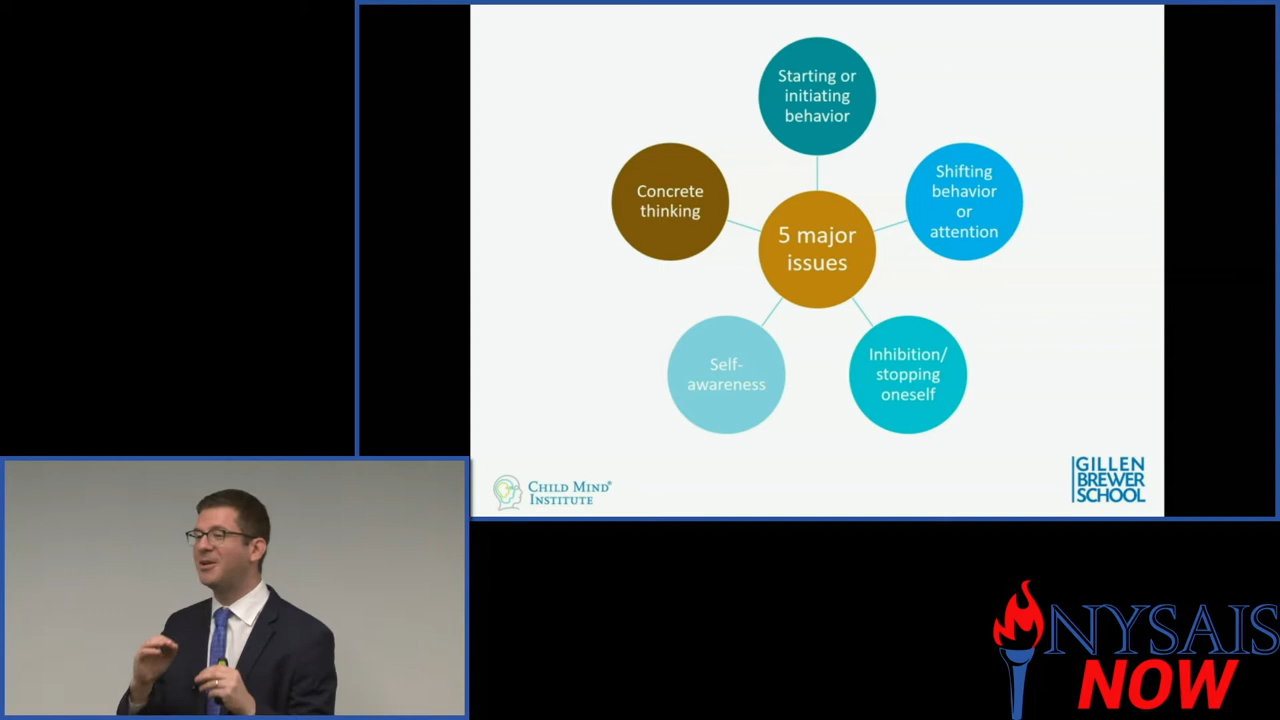 Starting or
initiating
behavior
Shifting
behavior
or
attention
Concrete
thinking
5 major
issues
Self-
awareness
Inhibition/
stopping
oneself
CHILD MIND®
INSTITUTE
GILLEN
BREWER
SCHOOL
NYSAIS
NOW